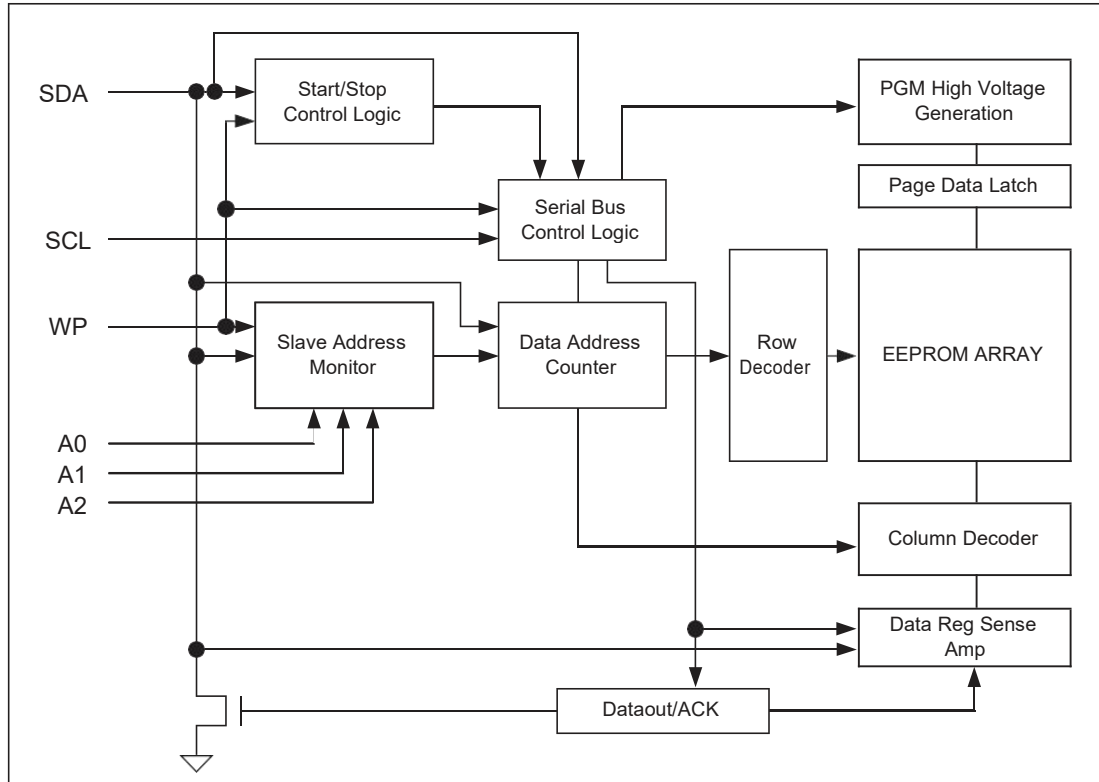 SDA
Start/Stop
Control Logic
PGM High Voltage
Generation
Page Data Latch
Serial Bus
Control Logic
SCL
WP
Slave Address
Monitor
Data Address
Counter
Row
Decoder
EEPROM ARRAY
A0
A1
A2
Column Decoder
Data Reg Sense
Amp
Dataout/ACK